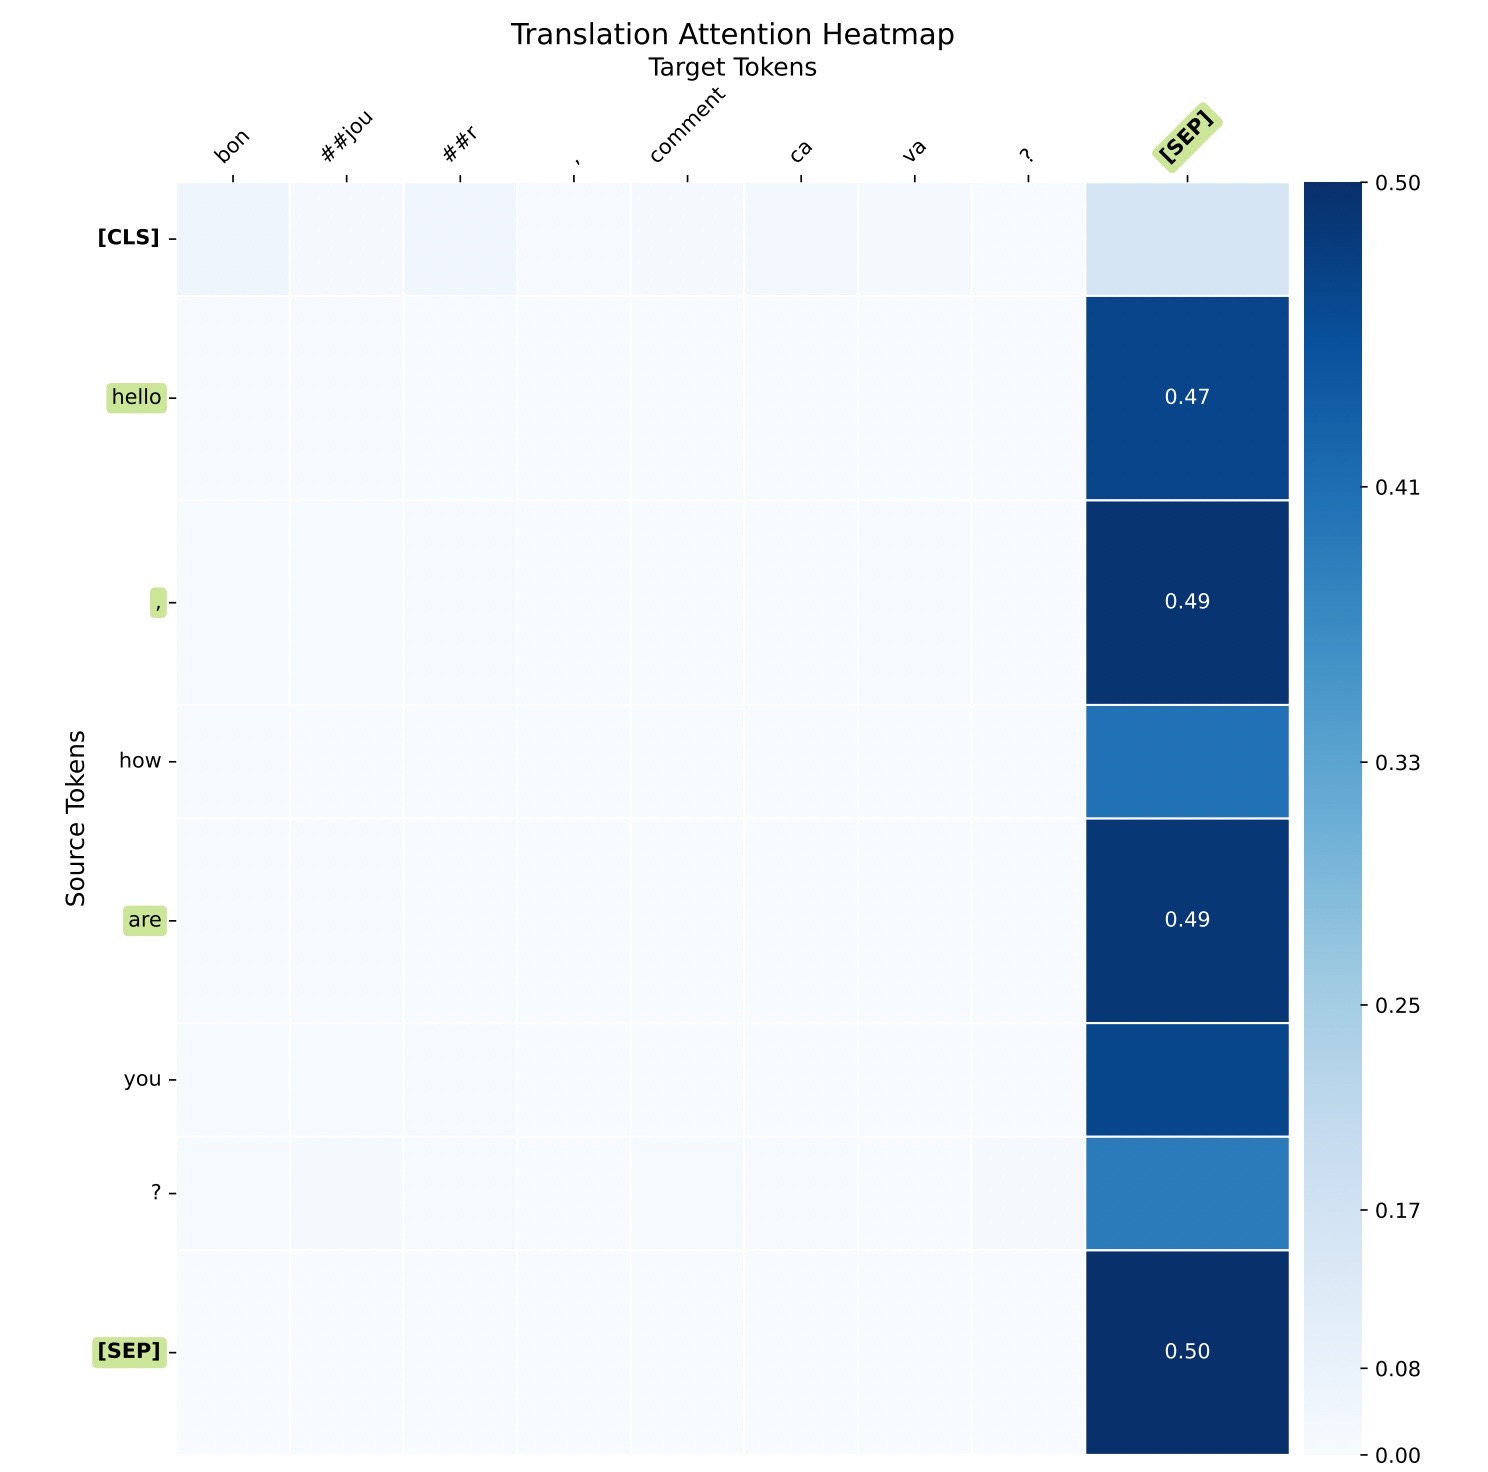 Translation Attention Heatmap
Target Tokens
bon ##jou ##r , comment ca va ? [SEP]
[CLS]
hello 0.47
, 0.49
how
are 0.49
you
?
[SEP] 0.50
Source Tokens
0.50
0.41
0.33
0.25
0.17
0.08
0.00